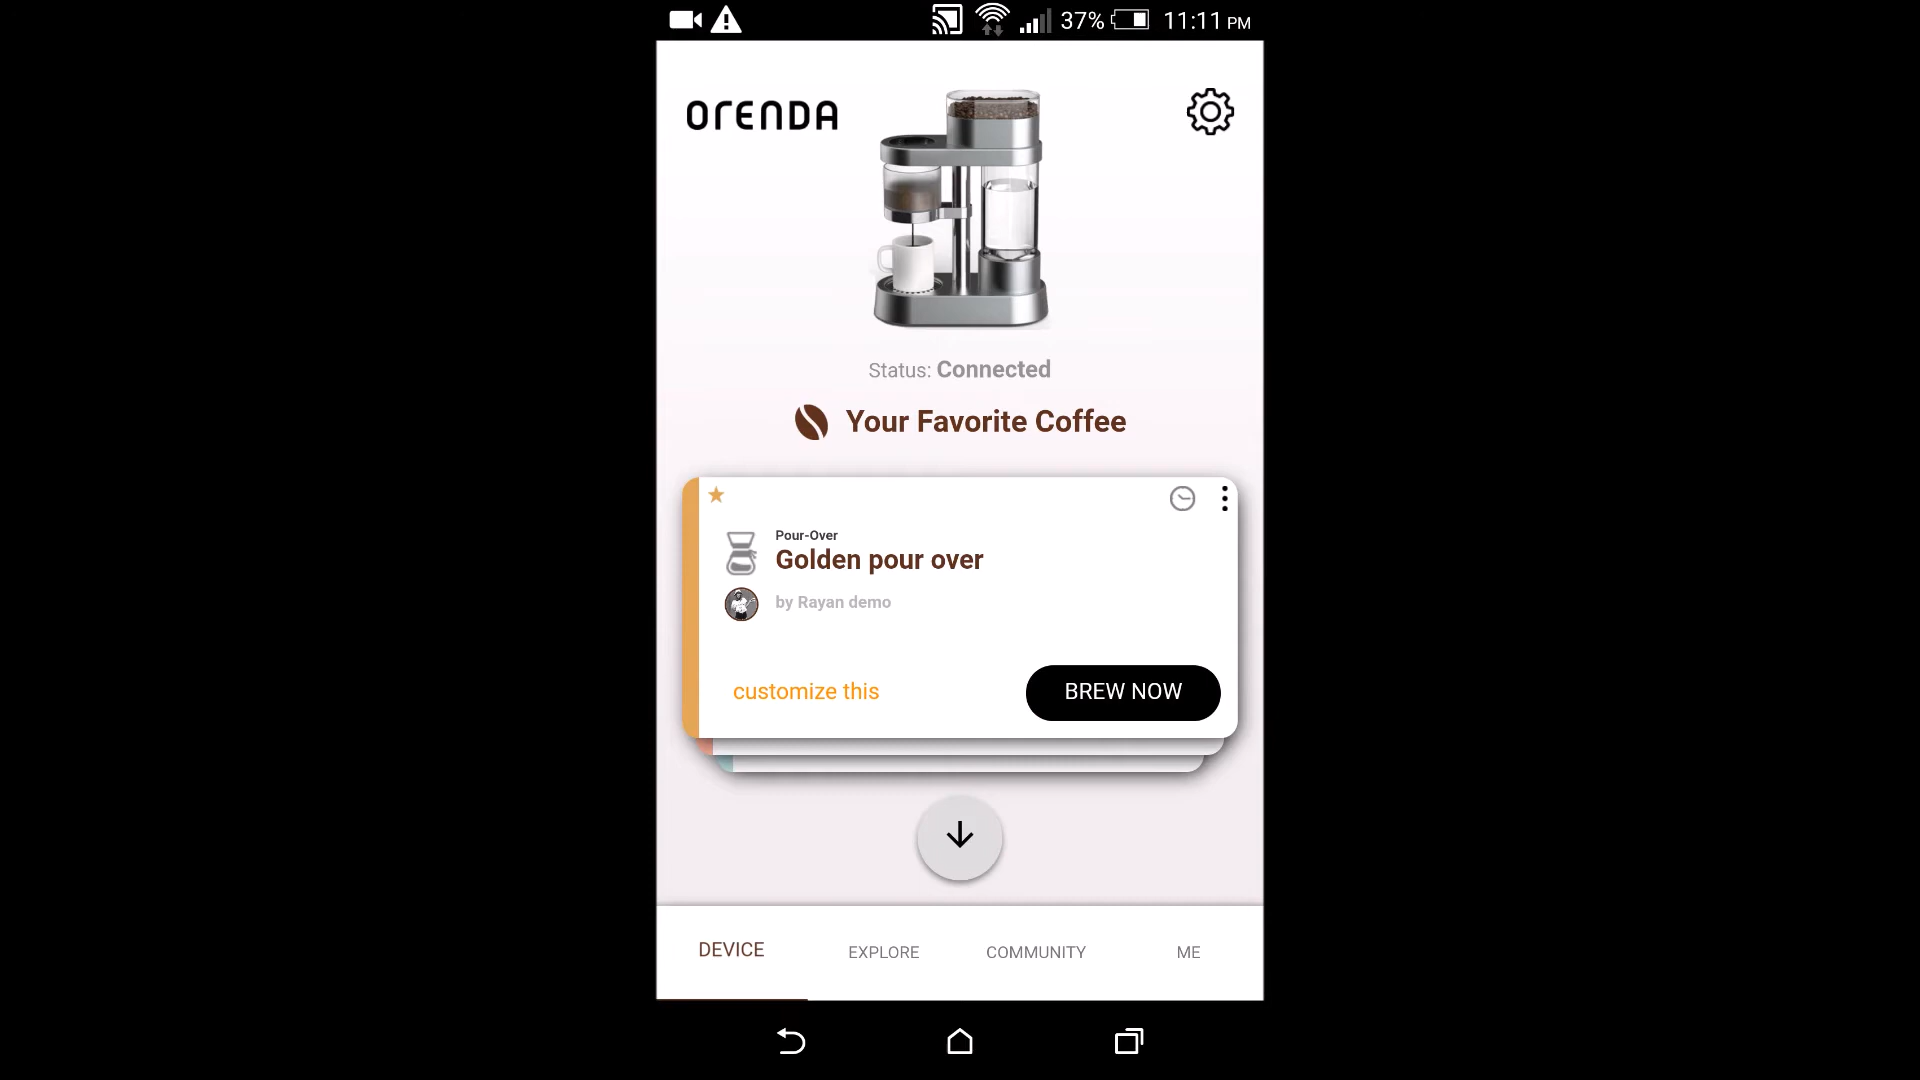 37% 11:11 PM
ORENDA
Status: Connected
Your Favorite Coffee
Pour-Over
Golden pour over
by Rayan demo
customize this
BREW NOW
DEVICE EXPLORE COMMUNITY ME